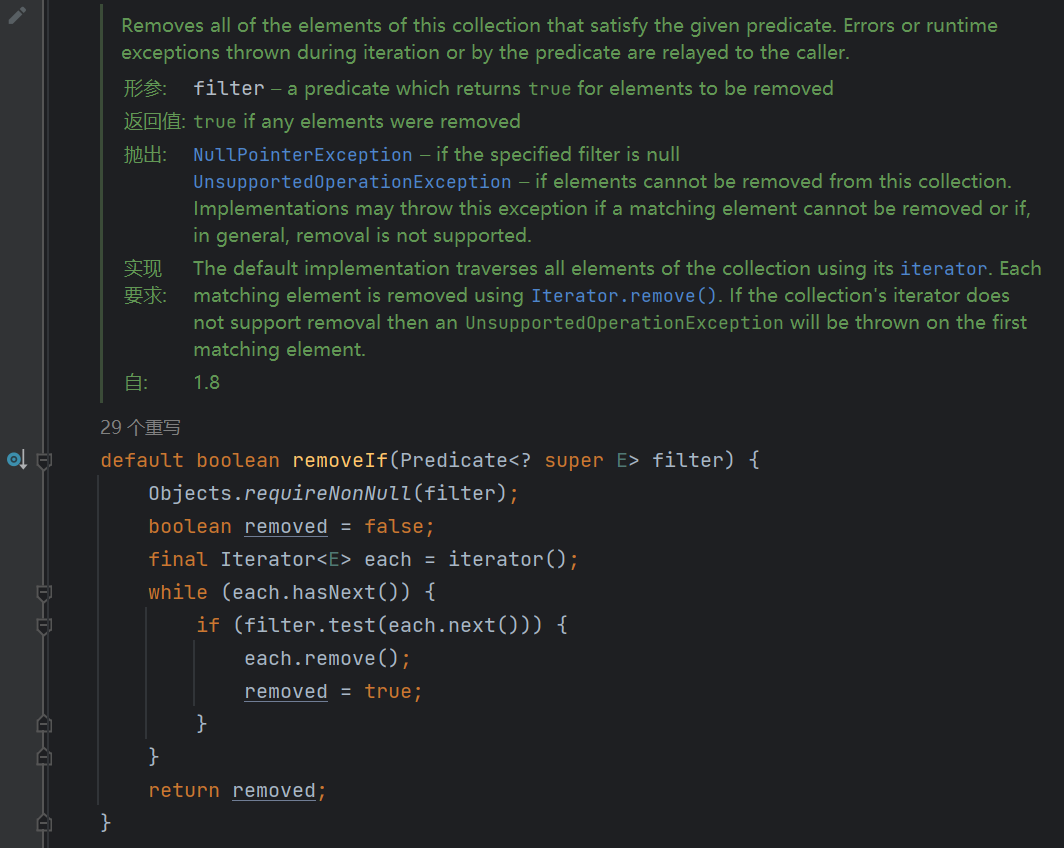 Removes all of the elements of this collection that satisfy the given predicate. Errors or runtime
exceptions thrown during iteration or by the predicate are relayed to the caller.
形参: filter – a predicate which returns true for elements to be removed
返回值: true if any elements were removed
抛出: NullPointerException – if the specified filter is null
UnsupportedOperationException – if elements cannot be removed from this collection.
Implementations may throw this exception if a matching element cannot be removed or if,
in general, removal is not supported.
实现 The default implementation traverses all elements of the collection using its iterator. Each
要求: matching element is removed using Iterator.remove(). If the collection's iterator does
not support removal then an UnsupportedOperationException will be thrown on the first
matching element.
自: 1.8
29 个重写
default boolean removeIf(Predicate<? super E> filter) {
    Objects.requireNonNull(filter);
    boolean removed = false;
    final Iterator<E> each = iterator();
    while (each.hasNext()) {
        if (filter.test(each.next())) {
            each.remove();
            removed = true;
        }
    }
    return removed;
}